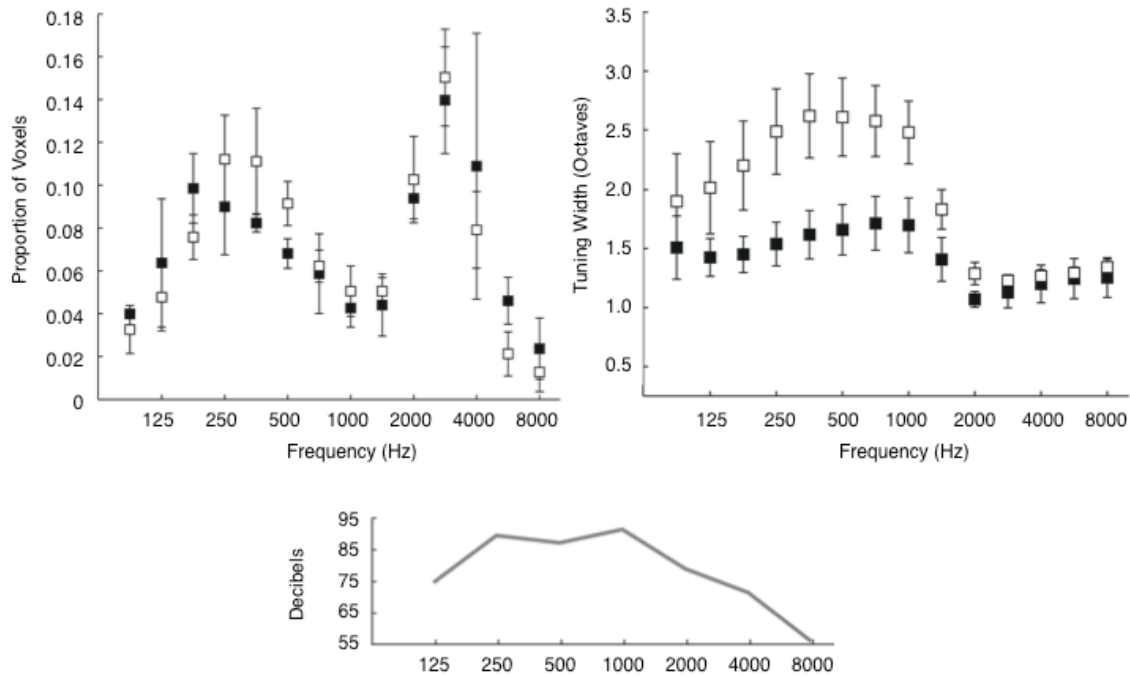 0.18
0.16
0.14
0.12
0.10
0.08
0.06
0.04
0.02
0
Proportion of Voxels
125 250 500 1000 2000 4000 8000
Frequency (Hz)
3.5
3.0
2.5
2.0
1.5
1.0
0.5
Tuning Width (Octaves)
125 250 500 1000 2000 4000 8000
Frequency (Hz)
95
85
75
65
55
Decibels
125 250 500 1000 2000 4000 8000